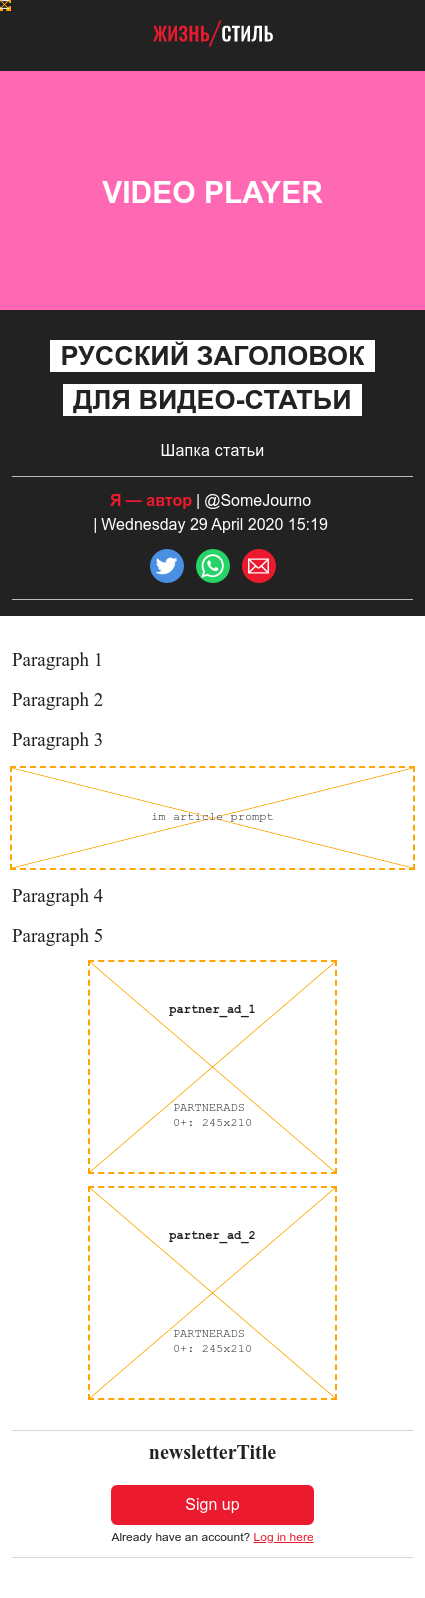 ЖИЗНЬ/СТИЛЬ
VIDEO PLAYER
РУССКИЙ ЗАГОЛОВОК
ДЛЯ ВИДЕО-СТАТЬИ
Шапка статьи
Я — автор | @SomeJourno
| Wednesday 29 April 2020 15:19
Paragraph 1
Paragraph 2
Paragraph 3
im article prompt
Paragraph 4
Paragraph 5
partner_ad_1
PARTNERADS
0+: 245x210
partner_ad_2
PARTNERADS
0+: 245x210
newsletterTitle
Sign up
Already have an account? Log in here